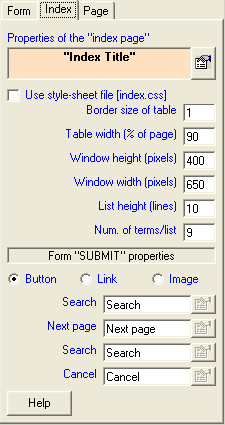 Form Index Page
Properties of the "index page"
"Index Title"
Use style-sheet file [index.css]
Border size of table 1
Table width (% of page) 90
Window height (pixels) 400
Window width (pixels) 650
List height (lines) 10
Num. of terms/list 9
Form "SUBMIT" properties
Button Link Image
Search Search
Next page Next page
Search Search
Cancel Cancel
Help